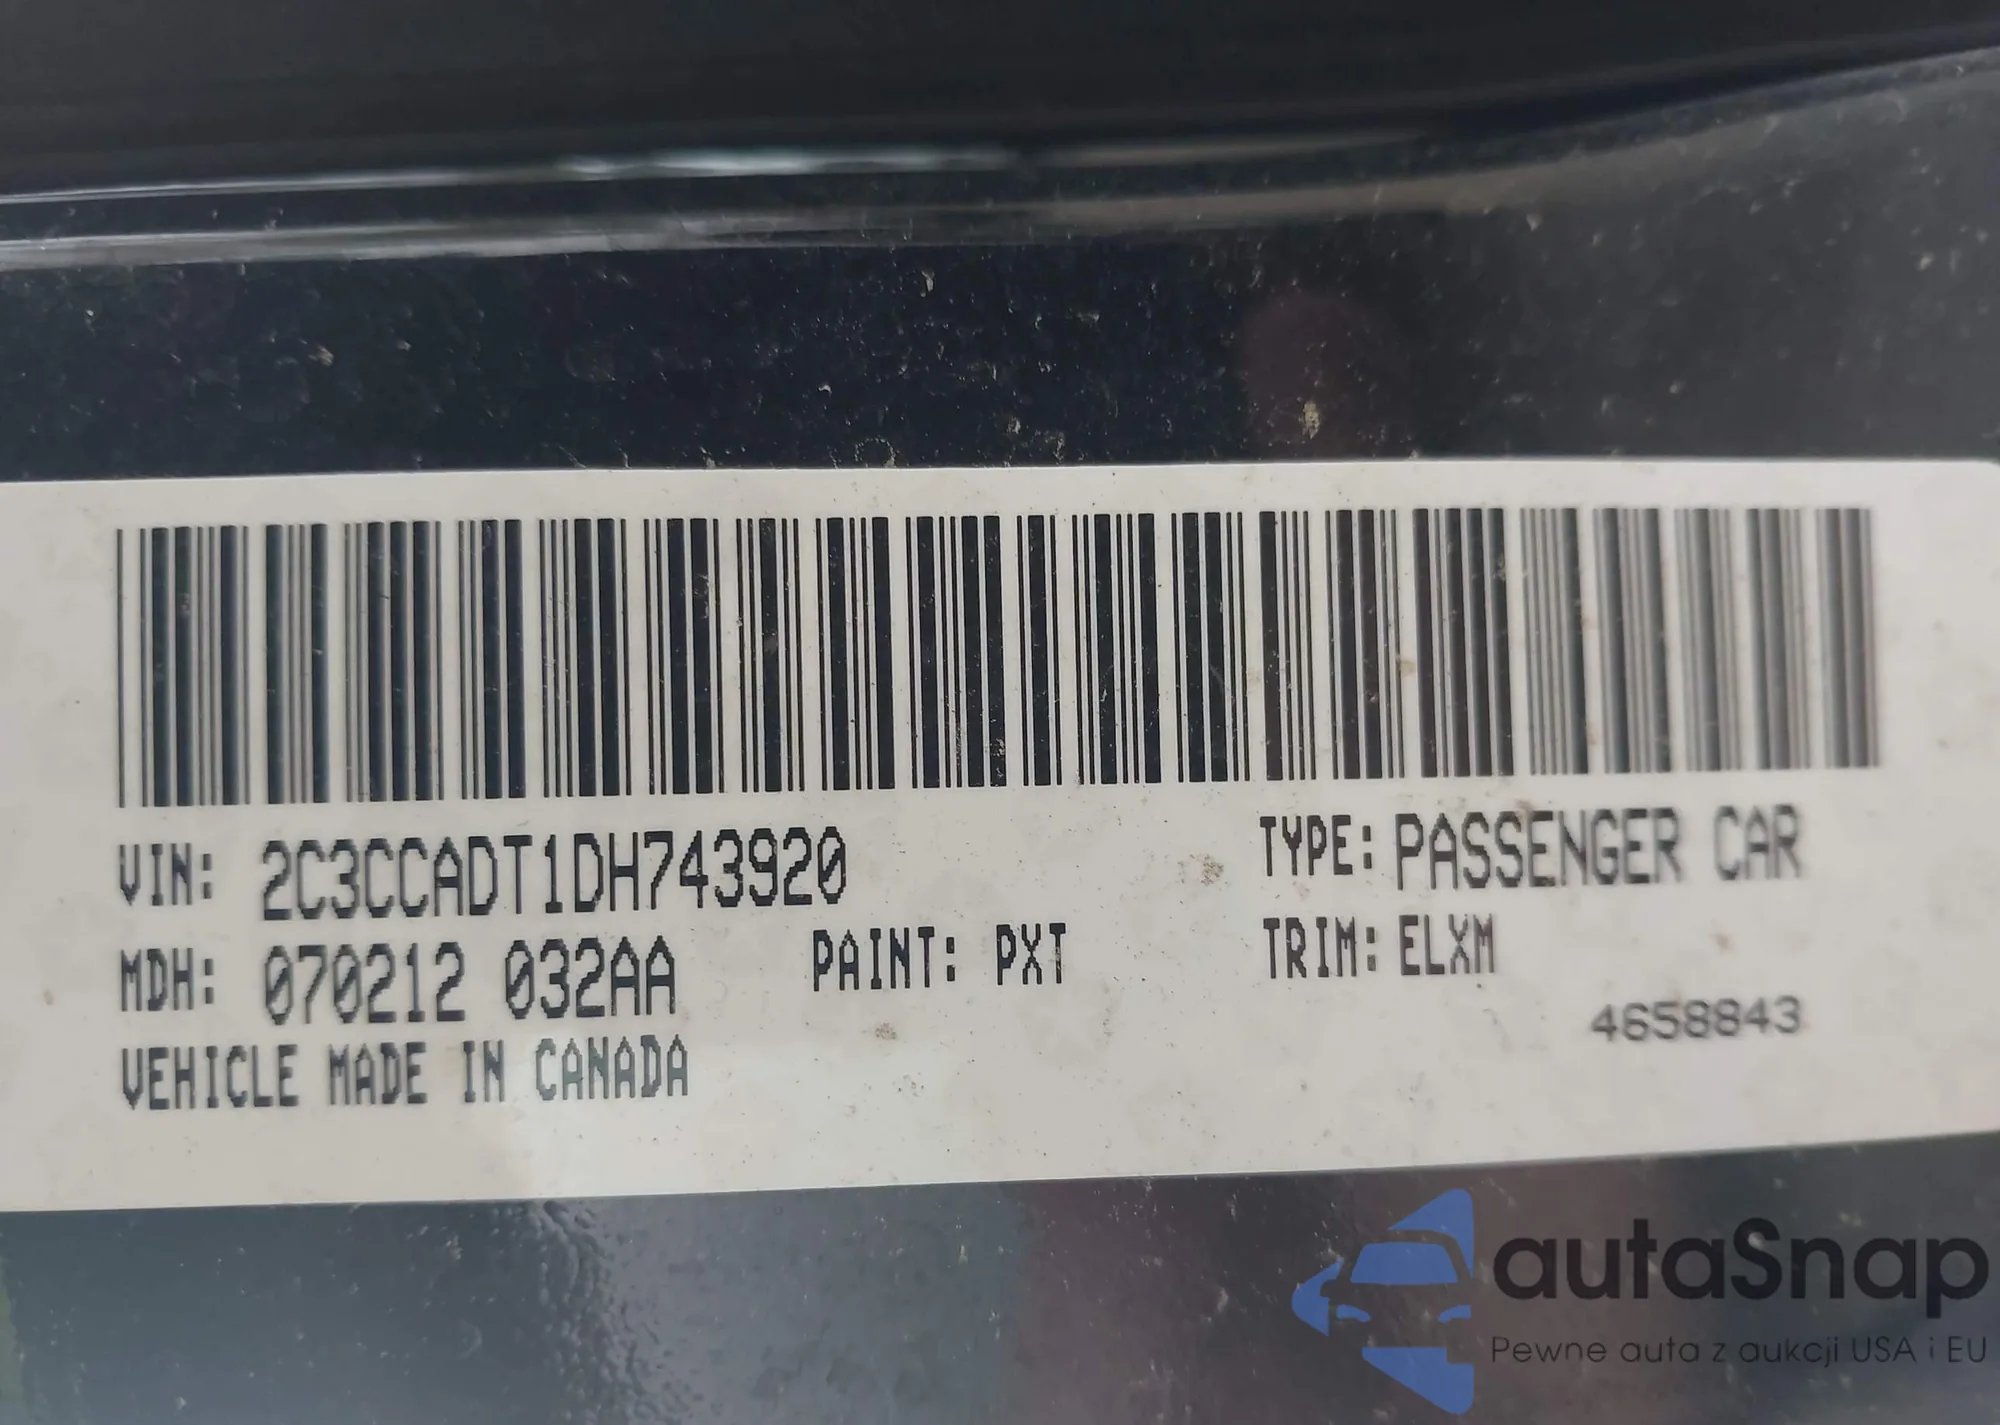 VIN: 2C3CCADT1DH743920
TYPE: PASSENGER CAR
MDH: 070212 032AA
PAINT: PXT
TRIM: ELXM
VEHICLE MADE IN CANADA
4658843
autaSnap
Pewne auta z aukcji USA i EU